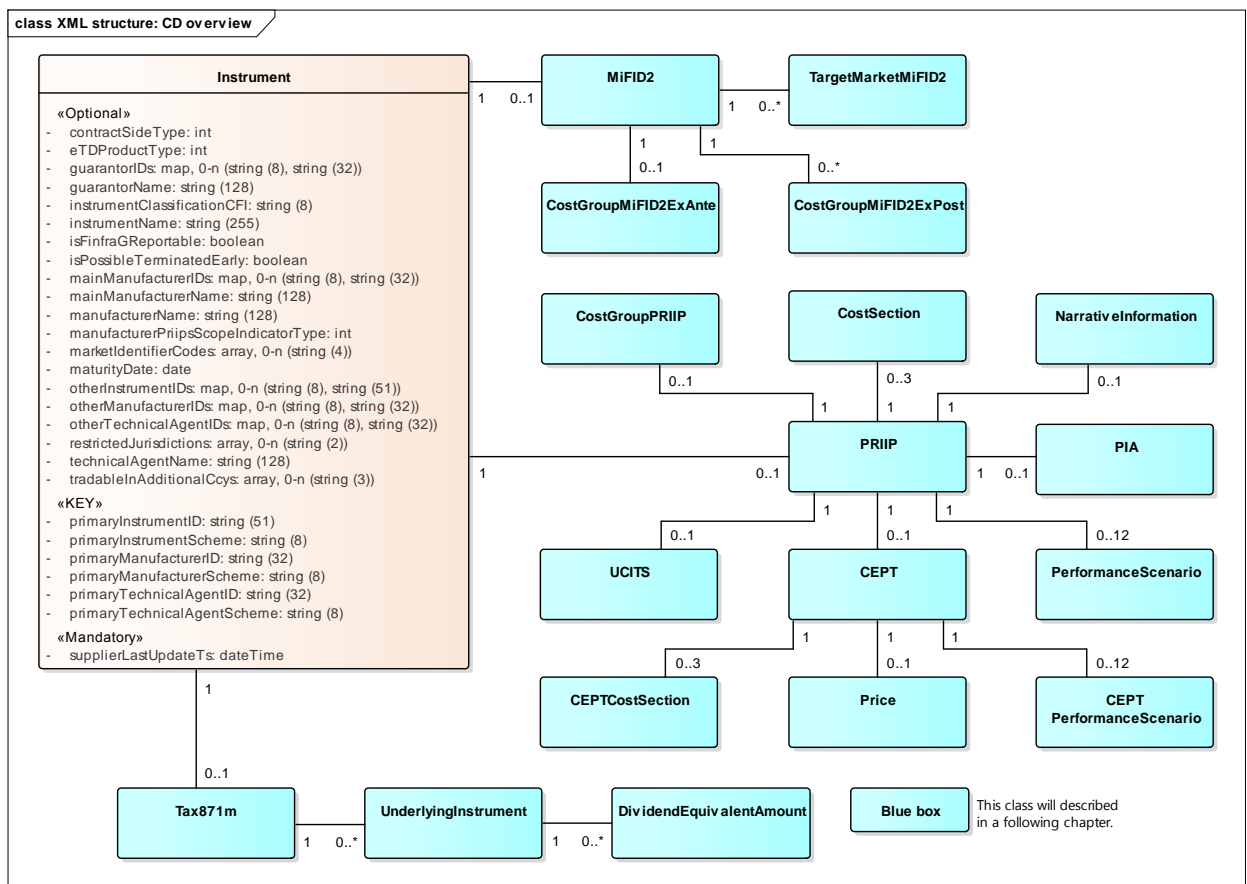 class XML structure: CD overview
Instrument
«Optional»
- contractSideType: int
- eTDProductType: int
- guarantorIDs: map, 0-n (string (8), string (32))
- guarantorName: string (128)
- instrumentClassificationCFI: string (8)
- instrumentName: string (255)
- isFinfraGReportable: boolean
- isPossibleTerminatedEarly: boolean
- mainManufacturerIDs: map, 0-n (string (8), string (32))
- mainManufacturerName: string (128)
- manufacturerName: string (128)
- manufacturerPriipsScopeIndicatorType: int
- marketIdentifierCodes: array, 0-n (string (4))
- maturityDate: date
- otherInstrumentIDs: map, 0-n (string (8), string (51))
- otherManufacturerIDs: map, 0-n (string (8), string (32))
- otherTechnicalAgentIDs: map, 0-n (string (8), string (32))
- restrictedJurisdictions: array, 0-n (string (2))
- technicalAgentName: string (128)
- tradableInAdditionalCcys: array, 0-n (string (3))
«KEY»
- primaryInstrumentID: string (51)
- primaryInstrumentScheme: string (8)
- primaryManufacturerID: string (32)
- primaryManufacturerScheme: string (8)
- primaryTechnicalAgentID: string (32)
- primaryTechnicalAgentScheme: string (8)
«Mandatory»
- supplierLastUpdateTs: dateTime
MiFID2
TargetMarketMiFID2
1 0..1
1 0..*
1
0..1
1
0..*
CostGroupMiFID2ExAnte
CostGroupMiFID2ExPost
CostGroupPRIIP
CostSection
NarrativeInformation
0..1
0..3
0..1
1
1
1
PRIIP
PIA
1
0..1
1 0..1
1
1
1
0..1
0..1
0..12
UCITS
CEPT
PerformanceScenario
1
1
1
0..3
0..1
0..12
CEPTCostSection
Price
CEPT
PerformanceScenario
1
0..1
Tax871m
UnderlyingInstrument
DividendEquivalentAmount
1 0..*
1 0..*
Blue box
This class will described
in a following chapter.